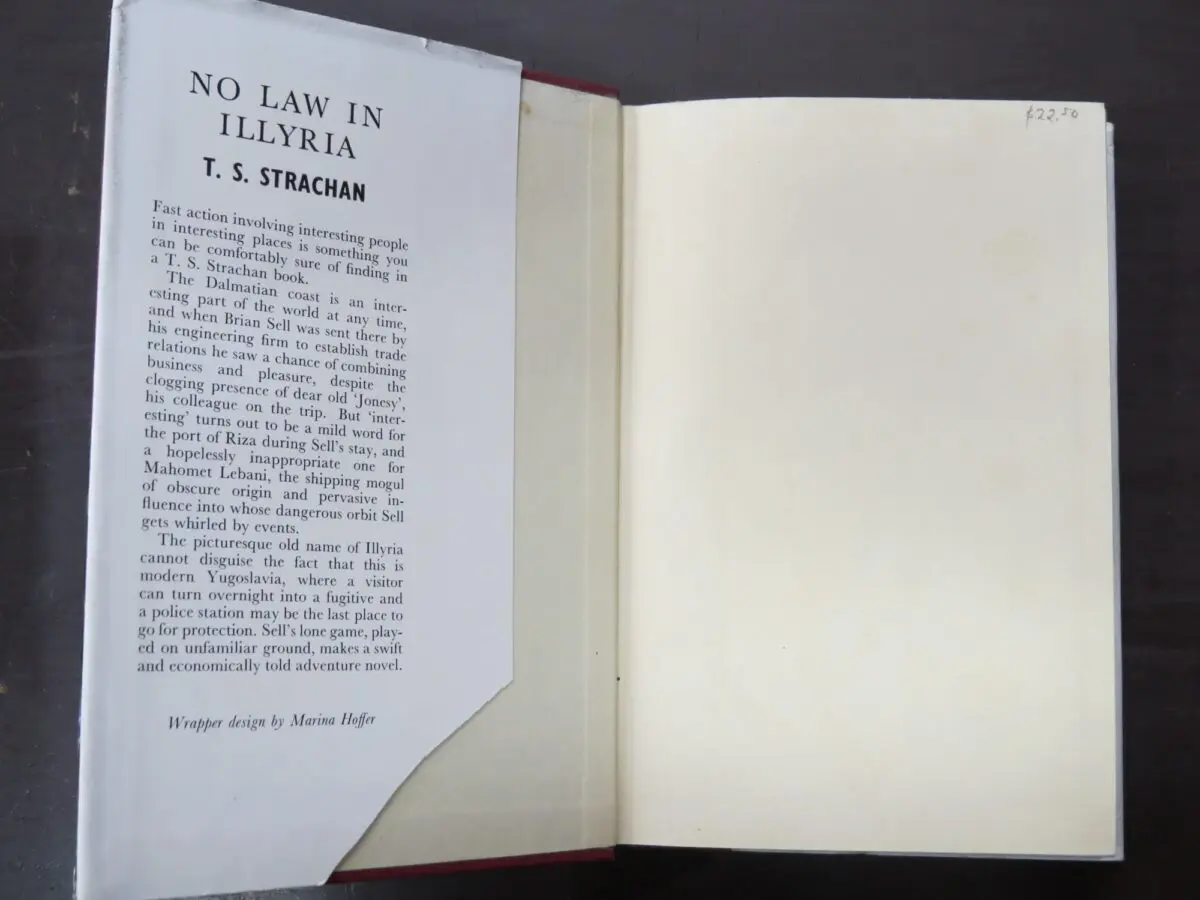 NO LAW IN
ILLYRIA
T. S. STRACHAN
Fast action involving interesting people
in interesting places is something you
can be comfortably sure of finding in
a T. S. Strachan book.
The Dalmatian coast is an inter-
esting part of the world at any time,
and when Brian Sell was sent there by
his engineering firm to establish trade
relations he saw a chance of combining
business and pleasure, despite the
clogging presence of dear old ‘Jonesy’,
his colleague on the trip. But ‘inter-
esting’ turns out to be a mild word for
the port of Riza during Sell’s stay, and
a hopelessly inappropriate one for
Mahomet Lebani, the shipping mogul
of obscure origin and pervasive in-
fluence into whose dangerous orbit Sell
gets whirled by events.
The picturesque old name of Illyria
cannot disguise the fact that this is
modern Yugoslavia, where a visitor
can turn overnight into a fugitive and
a police station may be the last place to
go for protection. Sell’s lone game, play-
ed on unfamiliar ground, makes a swift
and economically told adventure novel.
Wrapper design by Marina Hoffer
$22.50